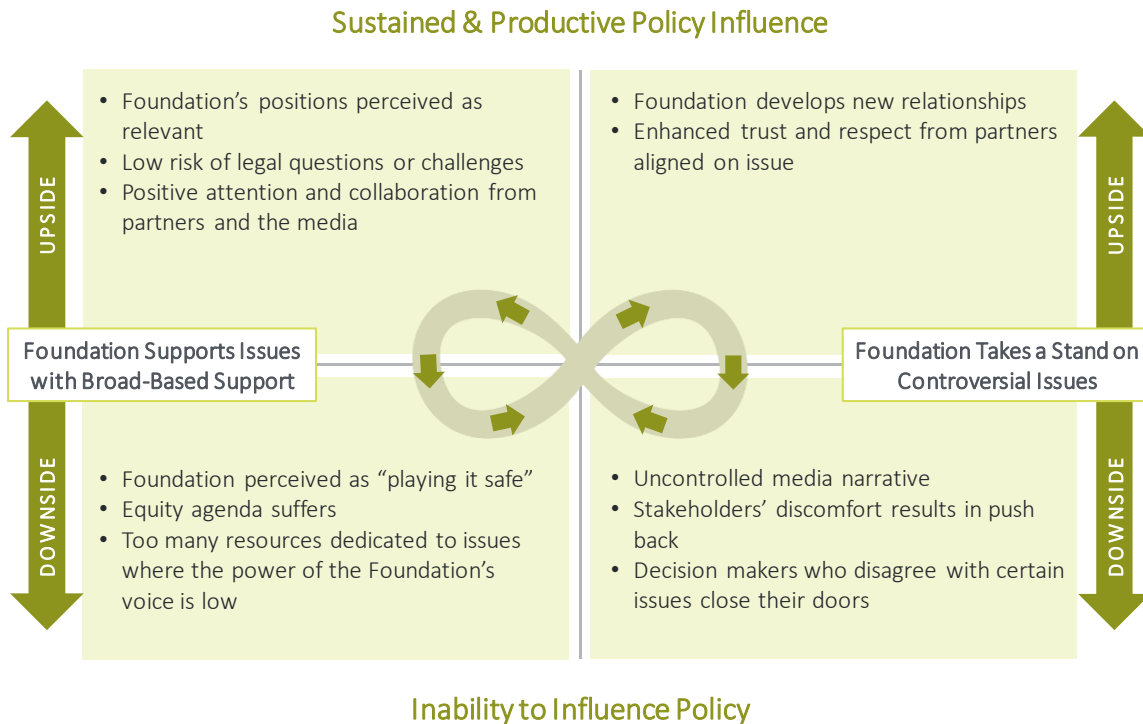 Sustained & Productive Policy Influence
UPSIDE
• Foundation's positions perceived as
relevant
• Low risk of legal questions or challenges
• Positive attention and collaboration from
partners and the media
• Foundation develops new relationships
• Enhanced trust and respect from partners
aligned on issue
UPSIDE
Foundation Supports Issues
with Broad-Based Support
Foundation Takes a Stand on
Controversial Issues
DOWNSIDE
• Foundation perceived as “playing it safe”
• Equity agenda suffers
• Too many resources dedicated to issues
where the power of the Foundation's
voice is low
• Uncontrolled media narrative
• Stakeholders' discomfort results in push
back
• Decision makers who disagree with certain
issues close their doors
DOWNSIDE
Inability to Influence Policy